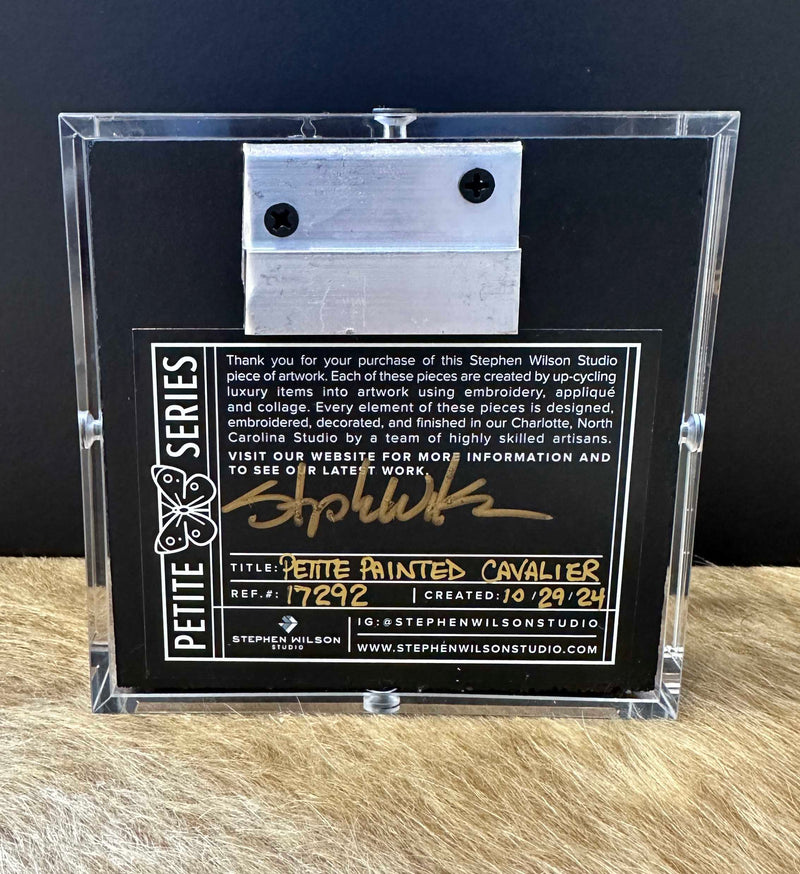 PETITE SERIES
Thank you for your purchase of this Stephen Wilson Studio
piece of artwork. Each of these pieces are created by up-cycling
luxury items into artwork using embroidery, appliqué
and collage. Every element of these pieces is designed,
embroidered, decorated, and finished in our Charlotte, North
Carolina Studio by a team of highly skilled artisans.
VISIT OUR WEBSITE FOR MORE INFORMATION AND
TO SEE OUR LATEST WORK.
TITLE: PETITE PAINTED CAVALIER
REF.#: 17292 | CREATED: 10/29/24
STEPHEN WILSON
STUDIO
IG: @STEPHENWILSONSTUDIO
WWW.STEPHENWILSONSTUDIO.COM